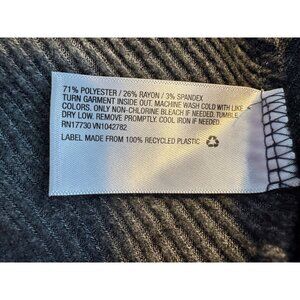 71% POLYESTER / 26% RAYON / 3% SPANDEX
TURN GARMENT INSIDE OUT. MACHINE WASH COLD WITH LIKE
COLORS. ONLY NON-CHLORINE BLEACH IF NEEDED. TUMBLE
DRY LOW. REMOVE PROMPTLY. COOL IRON IF NEEDED.
RN17730 VN1042782
LABEL MADE FROM 100% RECYCLED PLASTIC